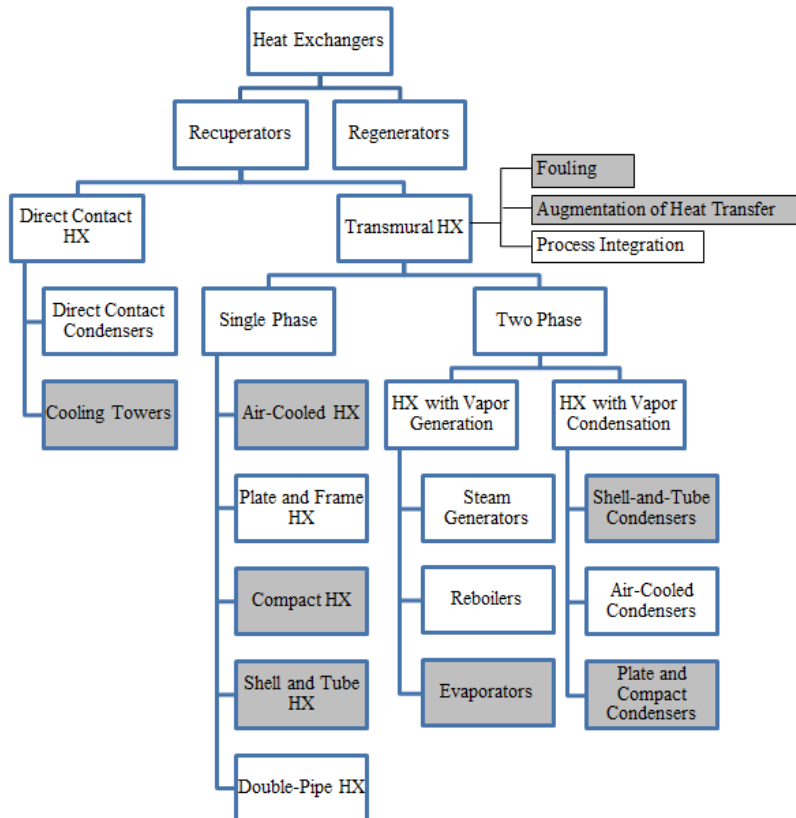 Heat Exchangers
Recuperators
Regenerators
Fouling
Augmentation of Heat Transfer
Process Integration
Direct Contact
HX
Transmural HX
Direct Contact
Condensers
Cooling Towers
Single Phase
Two Phase
Air-Cooled HX
Plate and Frame
HX
Compact HX
Shell and Tube
HX
Double-Pipe HX
HX with Vapor
Generation
Steam
Generators
Reboilers
Evaporators
HX with Vapor
Condensation
Shell-and-Tube
Condensers
Air-Cooled
Condensers
Plate and
Compact
Condensers